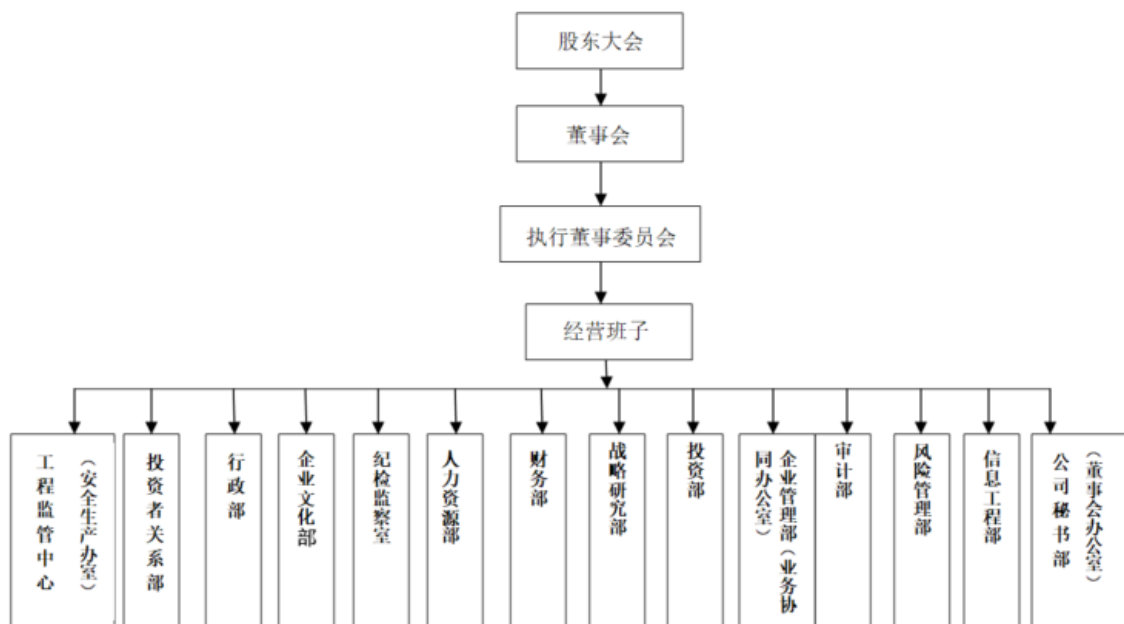 股东大会
董事会
执行董事委员会
经营班子
工程监管中心
（安全生产办室）
投资者关系部
行政部
企业文化部
纪检监察室
人力资源部
财务部
战略研究部
投资部
企业管理部（业务协
同办公室）
审计部
风险管理部
信息工程部
公司秘书部
（董事会办公室）